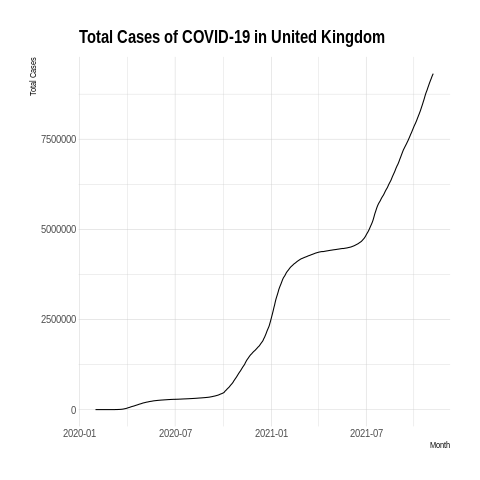 Total Cases of COVID-19 in United Kingdom
Total Cases
7500000
5000000
2500000
0
2020-01 2020-07 2021-01 2021-07
Month